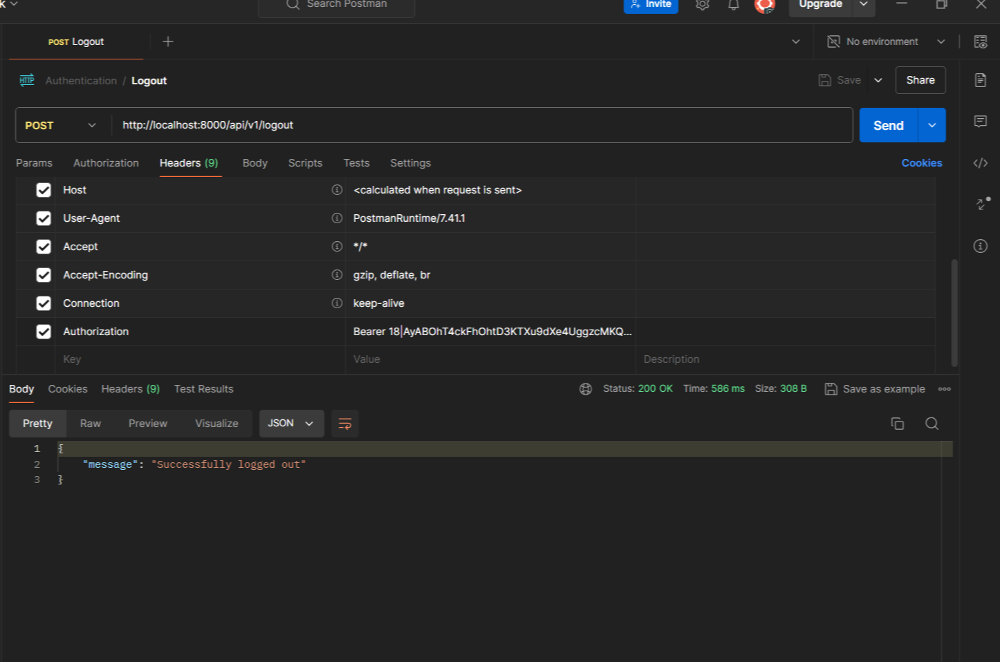 k
Search Postman
Invite
Upgrade
POST Logout
No environment
HTTP Authentication / Logout
Save
Share
POST
http://localhost:8000/api/v1/logout
Send
Params Authorization Headers (9) Body Scripts Tests Settings
Cookies
Host <calculated when request is sent>
User-Agent PostmanRuntime/7.41.1
Accept */*
Accept-Encoding gzip, deflate, br
Connection keep-alive
Authorization Bearer 18|AyABOhT4ckFhOhtD3KTXu9dXe4UggzcMKQ...
Key Value Description
Body Cookies Headers (9) Test Results
Status: 200 OK Time: 586 ms Size: 308 B
Save as example
Pretty Raw Preview Visualize JSON
1 {
2 "message": "Successfully logged out"
3 }